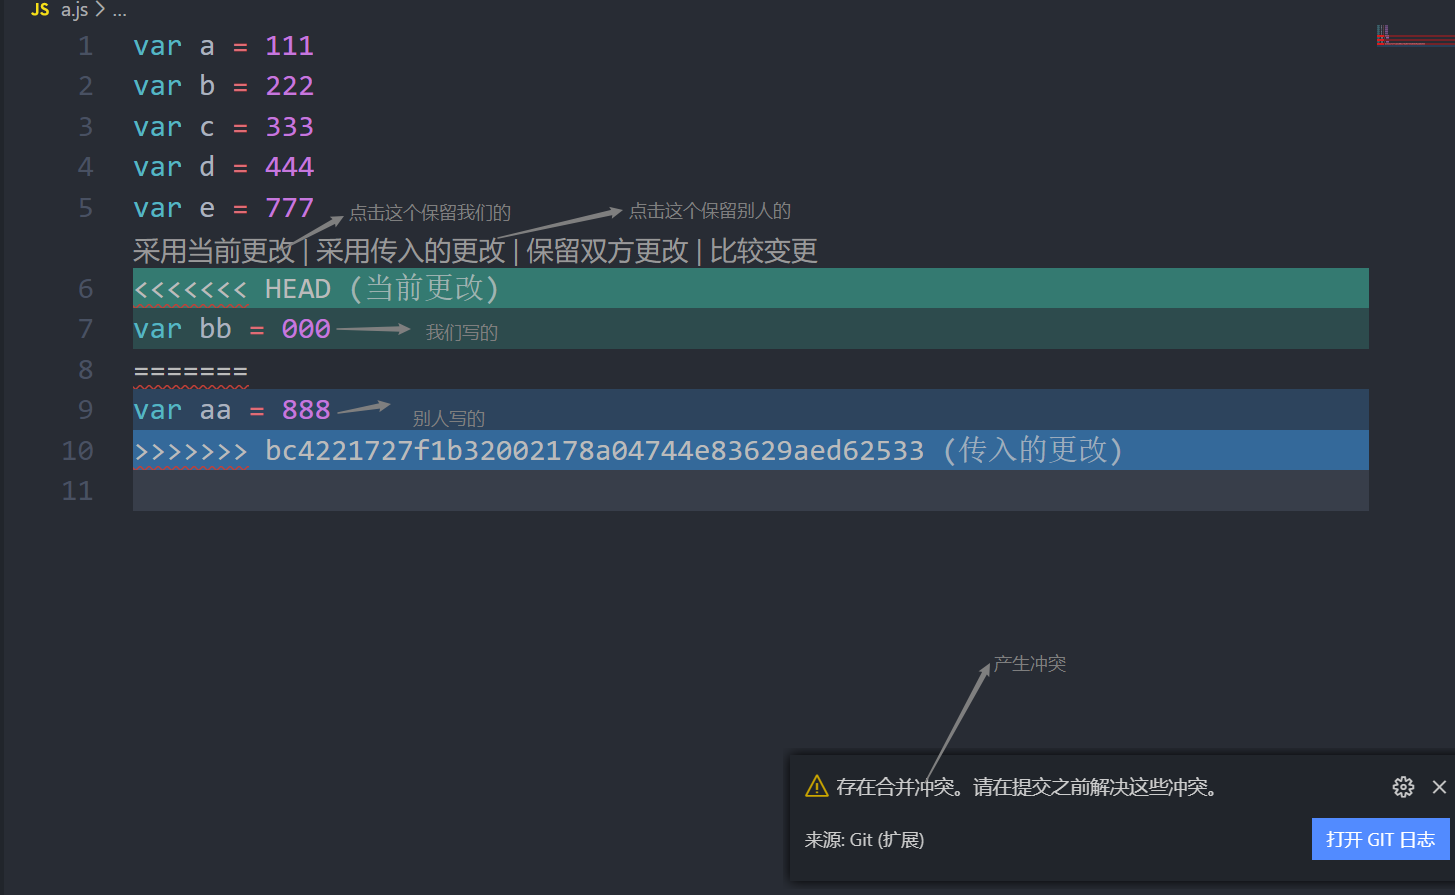 JS a.js > ...
1 var a = 111
2 var b = 222
3 var c = 333
4 var d = 444
5 var e = 777
点击这个保留我们的 点击这个保留别人的
采用当前更改 | 采用传入的更改 | 保留双方更改 | 比较变更
6 <<<<<<< HEAD (当前更改)
7 var bb = 000 我们写的
8 =======
9 var aa = 888 别人写的
10 >>>>>>> bc4221727f1b32002178a04744e83629aed62533 (传入的更改)
11
产生冲突
存在合并冲突。请在提交之前解决这些冲突。
来源: Git (扩展) 打开 GIT 日志